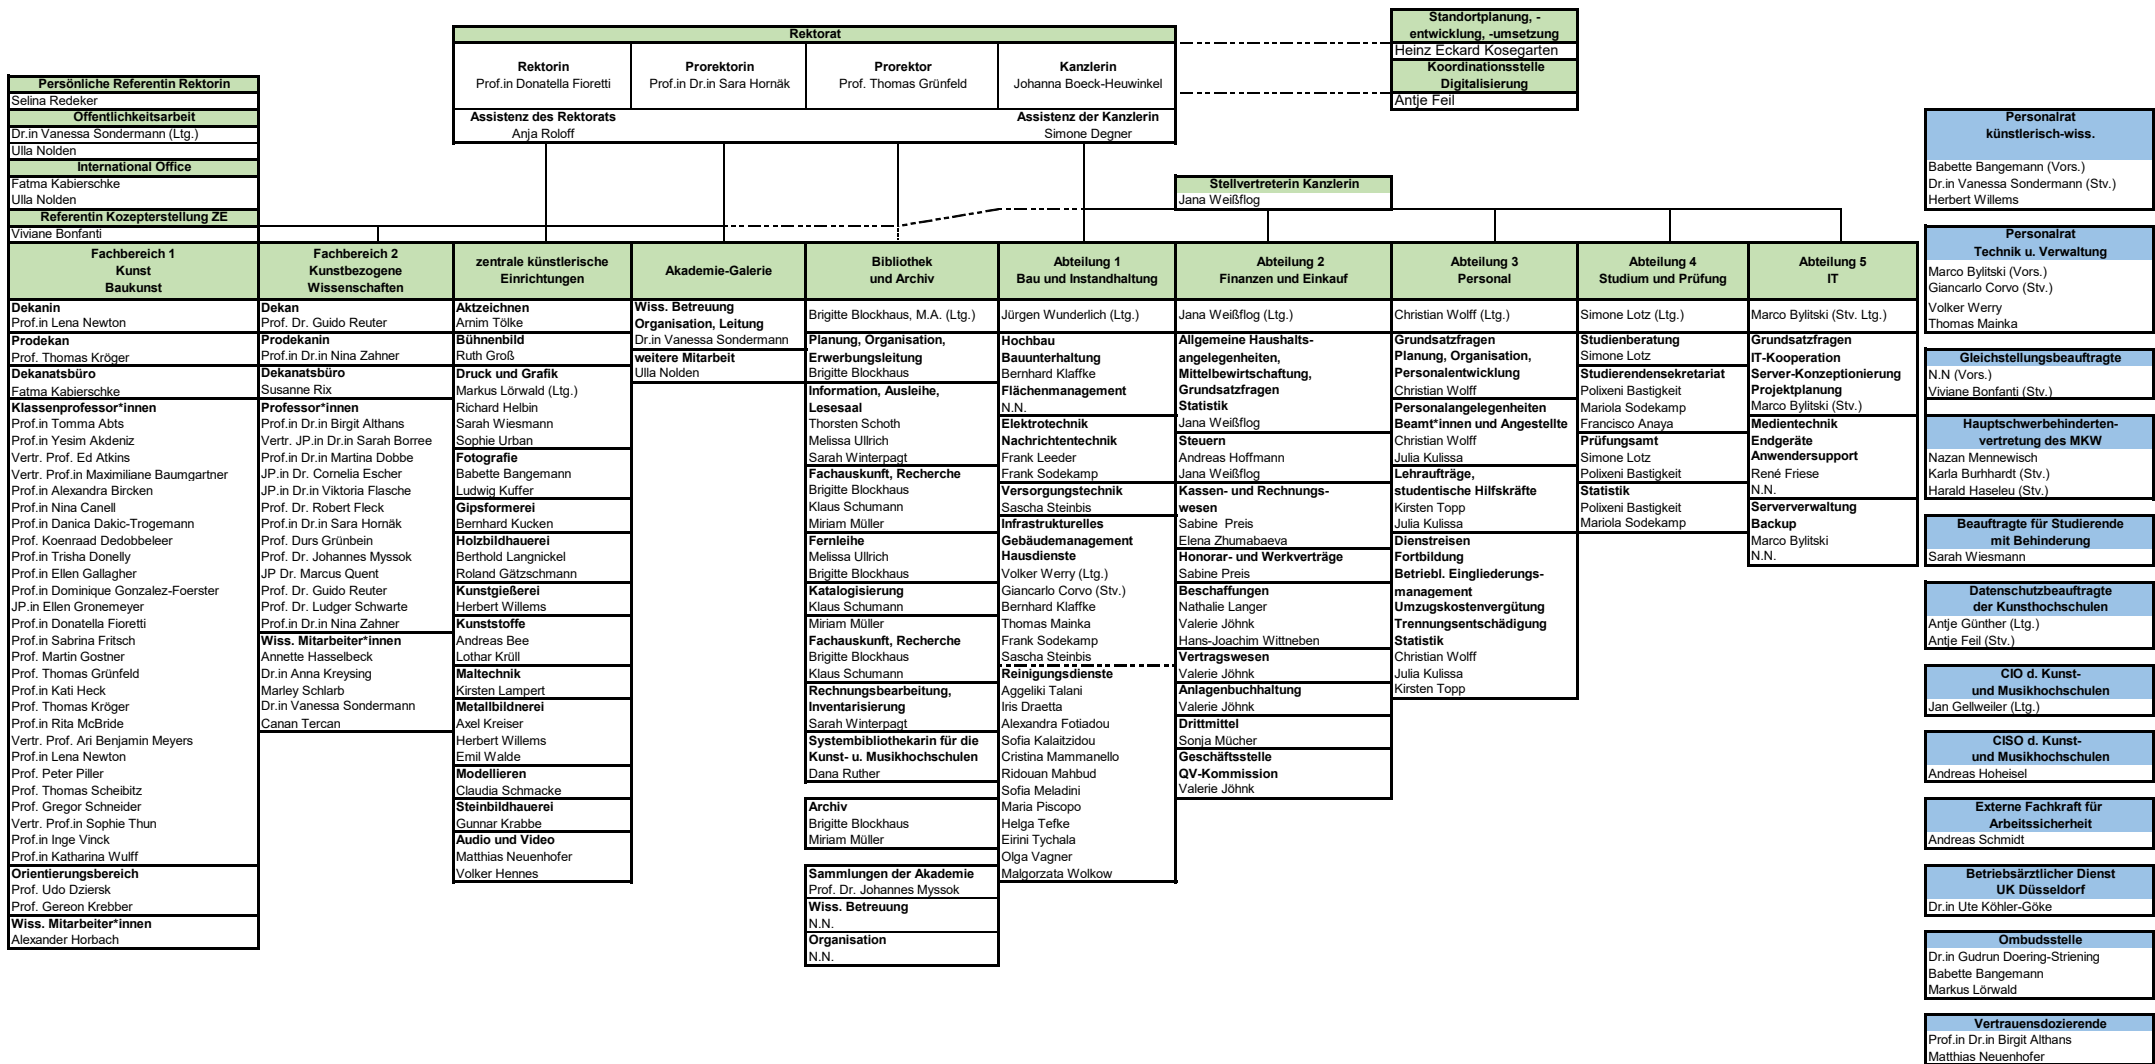 Rektorat
Rektorin
Prof.in Donatella Fioretti
Prorektorin
Prof.in Dr.in Sara Hornäk
Prorektor
Prof. Thomas Grünfeld
Kanzlerin
Johanna Boeck-Heuwinkel
Assistenz des Rektorats
Anja Roloff
Assistenz der Kanzlerin
Simone Degner
Standortplanung, -
entwicklung, -umsetzung
Heinz Eckard Kosegarten
Koordinationsstelle
Digitalisierung
Antje Feil
Persönliche Referentin Rektorin
Selina Redeker
Öffentlichkeitsarbeit
Dr.in Vanessa Sondermann (Ltg.)
Ulla Nolden
International Office
Fatma Kabierschke
Ulla Nolden
Referentin Kozepterstellung ZE
Viviane Bonfanti
Stellvertreterin Kanzlerin
Jana Weißflog
Fachbereich 1
Kunst
Baukunst
Dekanin
Prof.in Lena Newton
Prodekan
Prof. Thomas Kröger
Dekanatsbüro
Fatma Kabierschke
Klassenprofessor*innen
Prof.in Tomma Abts
Prof.in Yesim Akdeniz
Vertr. Prof. Ed Atkins
Vertr. Prof.in Maximiliane Baumgartner
Prof.in Alexandra Bircken
Prof.in Nina Canell
Prof.in Danica Dakic-Trogemann
Prof. Koenraad Dedobbeleer
Prof.in Trisha Donelly
Prof.in Ellen Gallagher
Prof.in Dominique Gonzalez-Foerster
JP.in Ellen Gronemeyer
Prof.in Donatella Fioretti
Prof.in Sabrina Fritsch
Prof. Martin Gostner
Prof. Thomas Grünfeld
Prof.in Kati Heck
Prof. Thomas Kröger
Prof.in Rita McBride
Vertr. Prof. Ari Benjamin Meyers
Prof.in Lena Newton
Prof. Peter Piller
Prof. Thomas Scheibitz
Prof. Gregor Schneider
Vertr. Prof.in Sophie Thun
Prof.in Inge Vinck
Prof.in Katharina Wulff
Orientierungsbereich
Prof. Udo Dziersk
Prof. Gereon Krebber
Wiss. Mitarbeiter*innen
Alexander Horbach
Fachbereich 2
Kunstbezogene
Wissenschaften
Dekan
Prof. Dr. Guido Reuter
Prodekanin
Prof.in Dr.in Nina Zahner
Dekanatsbüro
Susanne Rix
Professor*innen
Prof.in Dr.in Birgit Althans
Vertr. JP.in Dr.in Sarah Borree
Prof.in Dr.in Martina Dobbe
JP.in Dr. Cornelia Escher
JP.in Dr.in Viktoria Flasche
Prof. Dr. Robert Fleck
Prof.in Dr.in Sara Hornäk
Prof. Durs Grünbein
Prof. Dr. Johannes Myssok
JP Dr. Marcus Quent
Prof. Dr. Guido Reuter
Prof. Dr. Ludger Schwarte
Prof.in Dr.in Nina Zahner
Wiss. Mitarbeiter*innen
Annette Hasselbeck
Dr.in Anna Kreysing
Marley Schlarb
Dr.in Vanessa Sondermann
Canan Tercan
zentrale künstlerische
Einrichtungen
Aktzeichnen
Arnim Tölke
Bühnenbild
Ruth Groß
Druck und Grafik
Markus Lörwald (Ltg.)
Richard Helbin
Sarah Wiesmann
Sophie Urban
Fotografie
Babette Bangemann
Ludwig Kuffer
Gipsformerei
Bernhard Kucken
Holzbildhauerei
Berthold Langnickel
Roland Gätzschmann
Kunstgießerei
Herbert Willems
Kunststoffe
Andreas Bee
Lothar Krüll
Maltechnik
Kirsten Lampert
Metallbildnerei
Axel Kreiser
Herbert Willems
Emil Walde
Modellieren
Claudia Schmacke
Steinbildhauerei
Gunnar Krabbe
Audio und Video
Matthias Neuenhofer
Volker Hennes
Akademie-Galerie
Wiss. Betreuung
Organisation, Leitung
Dr.in Vanessa Sondermann
weitere Mitarbeit
Ulla Nolden
Bibliothek
und Archiv
Brigitte Blockhaus, M.A. (Ltg.)
Planung, Organisation,
Erwerbungsleitung
Brigitte Blockhaus
Information, Ausleihe,
Lesesaal
Thorsten Schoth
Melissa Ullrich
Sarah Winterpagt
Fachauskunft, Recherche
Brigitte Blockhaus
Klaus Schumann
Miriam Müller
Fernleihe
Melissa Ullrich
Brigitte Blockhaus
Katalogisierung
Klaus Schumann
Miriam Müller
Fachauskunft, Recherche
Brigitte Blockhaus
Klaus Schumann
Rechnungsbearbeitung,
Inventarisierung
Sarah Winterpagt
Systembibliothekarin für die
Kunst- u. Musikhochschulen
Dana Ruther
Archiv
Brigitte Blockhaus
Miriam Müller
Sammlungen der Akademie
Prof. Dr. Johannes Myssok
Wiss. Betreuung
N.N.
Organisation
N.N.
Abteilung 1
Bau und Instandhaltung
Jürgen Wunderlich (Ltg.)
Hochbau
Bauunterhaltung
Bernhard Klaffke
Flächenmanagement
N.N.
Elektrotechnik
Nachrichtentechnik
Frank Leeder
Frank Sodekamp
Versorgungstechnik
Sascha Steinbis
Infrastrukturelles
Gebäudemanagement
Hausdienste
Volker Werry (Ltg.)
Giancarlo Corvo (Stv.)
Bernhard Klaffke
Thomas Mainka
Frank Sodekamp
Sascha Steinbis
Reinigungsdienste
Aggeliki Talani
Iris Draetta
Alexandra Fotiadou
Sofia Kalaitzidou
Cristina Mammanello
Ridouan Mahbud
Sofia Meladini
Maria Piscopo
Helga Tefke
Eirini Tychala
Olga Vagner
Malgorzata Wolkow
Abteilung 2
Finanzen und Einkauf
Jana Weißflog (Ltg.)
Allgemeine Haushalts-
angelegenheiten,
Mittelbewirtschaftung,
Grundsatzfragen
Statistik
Jana Weißflog
Steuern
Andreas Hoffmann
Jana Weißflog
Kassen- und Rechnungs-
wesen
Sabine Preis
Elena Zhumabaeva
Honorar- und Werkverträge
Sabine Preis
Beschaffungen
Nathalie Langer
Valerie Jöhnk
Hans-Joachim Wittneben
Vertragswesen
Valerie Jöhnk
Anlagenbuchhaltung
Valerie Jöhnk
Drittmittel
Sonja Mücher
Geschäftsstelle
QV-Kommission
Valerie Jöhnk
Abteilung 3
Personal
Christian Wolff (Ltg.)
Grundsatzfragen
Planung, Organisation,
Personalentwicklung
Christian Wolff
Personalangelegenheiten
Beamt*innen und Angestellte
Christian Wolff
Julia Kulissa
Lehraufträge,
studentische Hilfskräfte
Kirsten Topp
Julia Kulissa
Dienstreisen
Fortbildung
Betriebl. Eingliederungs-
management
Umzugskostenvergütung
Trennungsentschädigung
Statistik
Christian Wolff
Julia Kulissa
Kirsten Topp
Abteilung 4
Studium und Prüfung
Simone Lotz (Ltg.)
Studienberatung
Simone Lotz
Studierendensekretariat
Polixeni Bastigkeit
Mariola Sodekamp
Francisco Anaya
Prüfungsamt
Simone Lotz
Polixeni Bastigkeit
Statistik
Polixeni Bastigkeit
Mariola Sodekamp
Abteilung 5
IT
Marco Bylitski (Stv. Ltg.)
Grundsatzfragen
IT-Kooperation
Server-Konzeptionierung
Projektplanung
Marco Bylitski (Stv.)
Medientechnik
Endgeräte
Anwendersupport
René Friese
N.N.
Serververwaltung
Backup
Marco Bylitski
N.N.
Personalrat
künstlerisch-wiss.
Babette Bangemann (Vors.)
Dr.in Vanessa Sondermann (Stv.)
Herbert Willems
Personalrat
Technik u. Verwaltung
Marco Bylitski (Vors.)
Giancarlo Corvo (Stv.)
Volker Werry
Thomas Mainka
Gleichstellungsbeauftragte
N.N (Vors.)
Viviane Bonfanti (Stv.)
Hauptschwerbehinderten-
vertretung des MKW
Nazan Mennewisch
Karla Burhhardt (Stv.)
Harald Haseleu (Stv.)
Beauftragte für Studierende
mit Behinderung
Sarah Wiesmann
Datenschutzbeauftragte
der Kunsthochschulen
Antje Günther (Ltg.)
Antje Feil (Stv.)
CIO d. Kunst-
und Musikhochschulen
Jan Gellweiler (Ltg.)
CISO d. Kunst-
und Musikhochschulen
Andreas Hoheisel
Externe Fachkraft für
Arbeitssicherheit
Andreas Schmidt
Betriebsärztlicher Dienst
UK Düsseldorf
Dr.in Ute Köhler-Göke
Ombudsstelle
Dr.in Gudrun Doering-Striening
Babette Bangemann
Markus Lörwald
Vertrauensdozierende
Prof.in Dr.in Birgit Althans
Matthias Neuenhofer